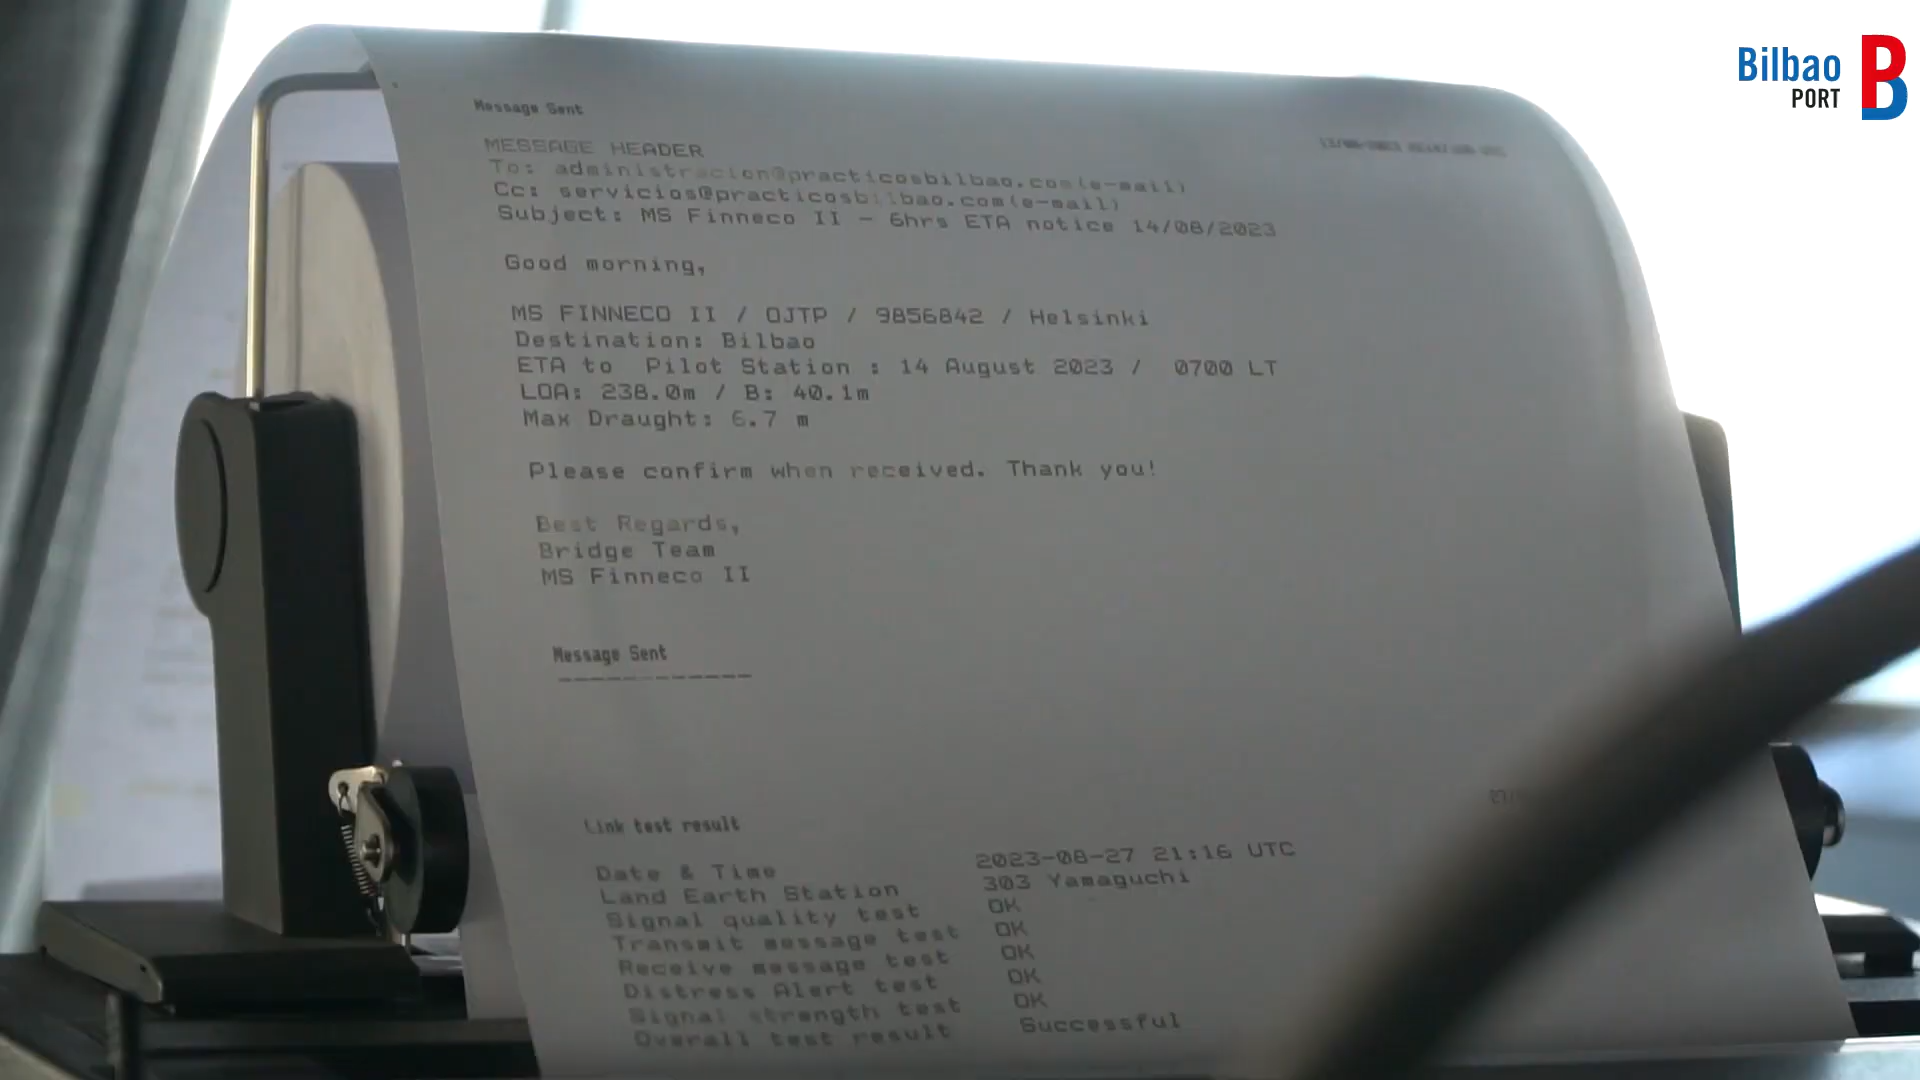 Bilbao
PORT
B
Message Sent
MESSAGE HEADER
To: administracion@practicosbilbao.com(e-mail)
Cc: servicios@practicosbilbao.com(e-mail)
Subject: MS Finneco II - 6hrs ETA notice 14/08/2023
Good morning,
MS FINNECO II / OJTP / 9856842 / Helsinki
Destination: Bilbao
ETA to Pilot Station : 14 August 2023 / 0700 LT
LOA: 238.0m / B: 40.1m
Max Draught: 6.7 m
Please confirm when received. Thank you!
Best Regards,
Bridge Team
MS Finneco II
Message Sent
------------
Link test result
Date & Time 2023-08-27 21:16 UTC
Land Earth Station 303 Yamaguchi
Signal quality test OK
Transmit message test OK
Receive message test OK
Distress Alert test OK
Signal strength test OK
Overall test result Successful